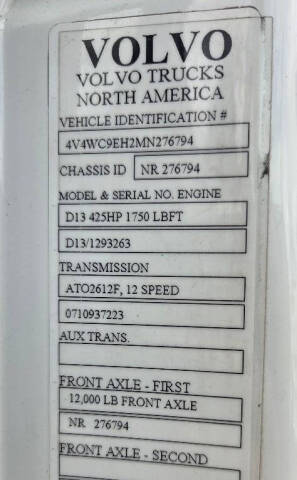 VOLVO
VOLVO TRUCKS
NORTH AMERICA
VEHICLE IDENTIFICATION #
4V4WC9EH2MN276794
CHASSIS ID NR 276794
MODEL & SERIAL NO. ENGINE
D13 425HP 1750 LBFT
D13/1293263
TRANSMISSION
ATO2612F, 12 SPEED
0710937223
AUX TRANS.
FRONT AXLE - FIRST
12,000 LB FRONT AXLE
NR 276794
FRONT AXLE - SECOND